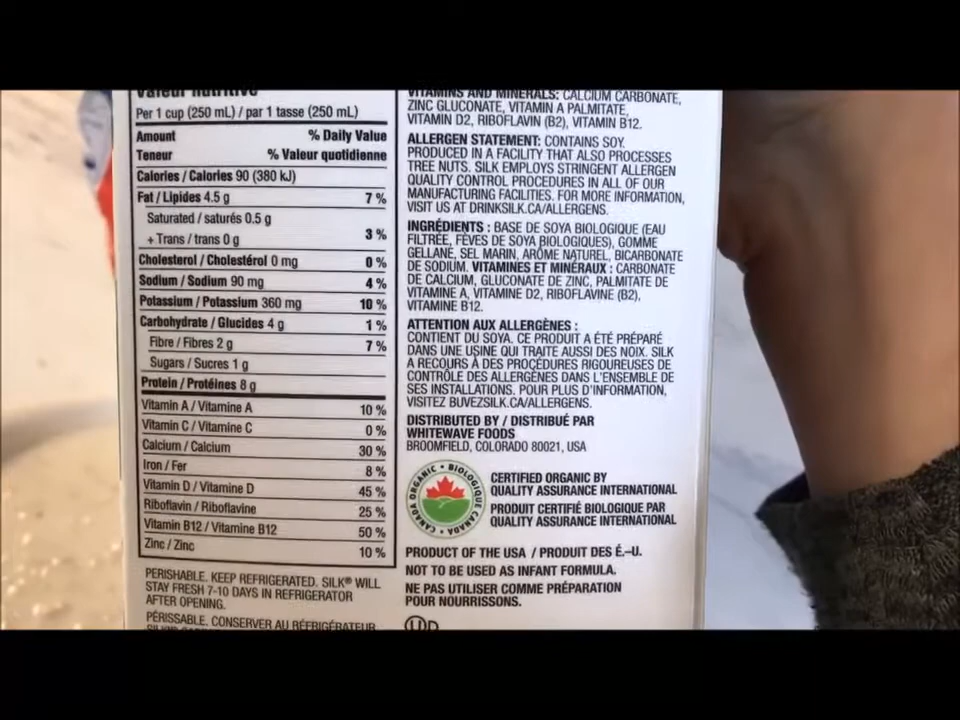 Valeur nutritive
Per 1 cup (250 mL) / par 1 tasse (250 mL)
Amount % Daily Value
Teneur % Valeur quotidienne
Calories / Calories 90 (380 kJ)
Fat / Lipides 4.5 g 7 %
Saturated / saturés 0.5 g
+ Trans / trans 0 g 3 %
Cholesterol / Cholestérol 0 mg 0 %
Sodium / Sodium 90 mg 4 %
Potassium / Potassium 360 mg 10 %
Carbohydrate / Glucides 4 g 1 %
Fibre / Fibres 2 g 7 %
Sugars / Sucres 1 g
Protein / Protéines 8 g
Vitamin A / Vitamine A 10 %
Vitamin C / Vitamine C 0 %
Calcium / Calcium 30 %
Iron / Fer 8 %
Vitamin D / Vitamine D 45 %
Riboflavin / Riboflavine 25 %
Vitamin B12 / Vitamine B12 50 %
Zinc / Zinc 10 %
PERISHABLE. KEEP REFRIGERATED. SILK® WILL
STAY FRESH 7-10 DAYS IN REFRIGERATOR
AFTER OPENING.
PÉRISSABLE. CONSERVER AU RÉFRIGÉRATEUR
VITAMINS AND MINERALS: CALCIUM CARBONATE,
ZINC GLUCONATE, VITAMIN A PALMITATE,
VITAMIN D2, RIBOFLAVIN (B2), VITAMIN B12.
ALLERGEN STATEMENT: CONTAINS SOY.
PRODUCED IN A FACILITY THAT ALSO PROCESSES
TREE NUTS. SILK EMPLOYS STRINGENT ALLERGEN
QUALITY CONTROL PROCEDURES IN ALL OF OUR
MANUFACTURING FACILITIES. FOR MORE INFORMATION,
VISIT US AT DRINKSILK.CA/ALLERGENS.
INGRÉDIENTS : BASE DE SOYA BIOLOGIQUE (EAU
FILTRÉE, FÈVES DE SOYA BIOLOGIQUES), GOMME
GELLANE, SEL MARIN, ARÔME NATUREL, BICARBONATE
DE SODIUM. VITAMINES ET MINÉRAUX : CARBONATE
DE CALCIUM, GLUCONATE DE ZINC, PALMITATE DE
VITAMINE A, VITAMINE D2, RIBOFLAVINE (B2),
VITAMINE B12.
ATTENTION AUX ALLERGÈNES :
CONTIENT DU SOYA. CE PRODUIT A ÉTÉ PRÉPARÉ
DANS UNE USINE QUI TRAITE AUSSI DES NOIX. SILK
A RECOURS À DES PROCÉDURES RIGOUREUSES DE
CONTRÔLE DES ALLERGÈNES DANS L'ENSEMBLE DE
SES INSTALLATIONS. POUR PLUS D'INFORMATION,
VISITEZ BUVEZSILK.CA/ALLERGENS.
DISTRIBUTED BY / DISTRIBUÉ PAR
WHITEWAVE FOODS
BROOMFIELD, COLORADO 80021, USA
CANADA ORGANIC • BIOLOGIQUE CANADA •
CERTIFIED ORGANIC BY
QUALITY ASSURANCE INTERNATIONAL
PRODUIT CERTIFIÉ BIOLOGIQUE PAR
QUALITY ASSURANCE INTERNATIONAL
PRODUCT OF THE USA / PRODUIT DES É.-U.
NOT TO BE USED AS INFANT FORMULA.
NE PAS UTILISER COMME PRÉPARATION
POUR NOURRISSONS.
UD